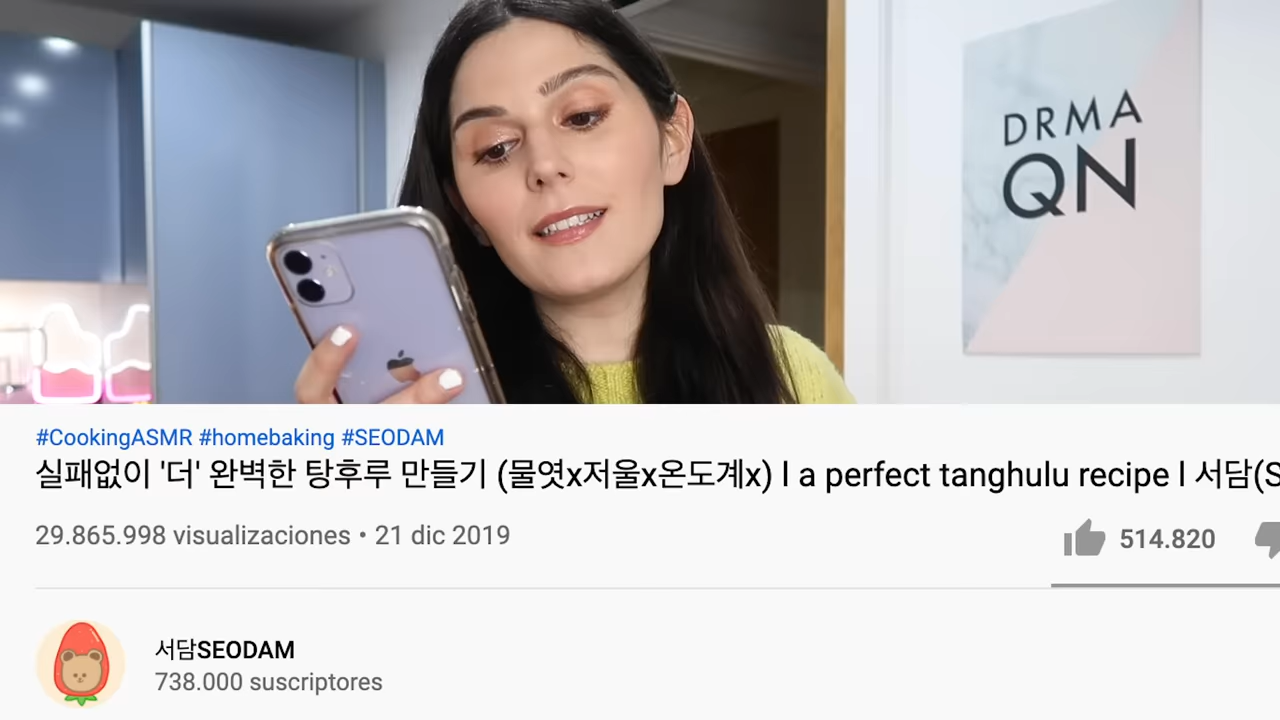 DRMA
QN
#CookingASMR #homebaking #SEODAM
실패없이 '더' 완벽한 탕후루 만들기 (물엿x저울x온도계x) l a perfect tanghulu recipe l 서담(S
29.865.998 visualizaciones • 21 dic 2019
514.820
서담SEODAM
738.000 suscriptores